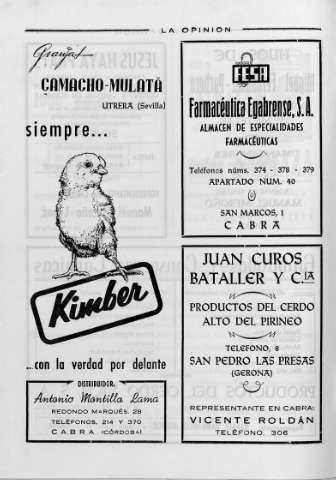 LA OPINION
Granjas
CAMACHO-MULATÁ
UTRERA (Sevilla)
siempre...
Kimber
...con la verdad por delante
DISTRIBUIDOR:
Antonio Montilla Lama
REDONDO MARQUÉS, 28
TELÉFONOS, 214 Y 370
CABRA (CÓRDOBA)
FESA
Farmacéutica Egabrense, S.A.
ALMACEN DE ESPECIALIDADES
FARMACÉUTICAS
Teléfonos núms. 374 - 378 - 379
APARTADO NUM. 40
SAN MARCOS, 1
CABRA
JUAN CUROS
BATALLER Y C.IA
PRODUCTOS DEL CERDO
ALTO DEL PIRINEO
TELEFONO, 8
SAN PEDRO LAS PRESAS
(GERONA)
REPRESENTANTE EN CABRA:
VICENTE ROLDÁN
TELÉFONO, 306